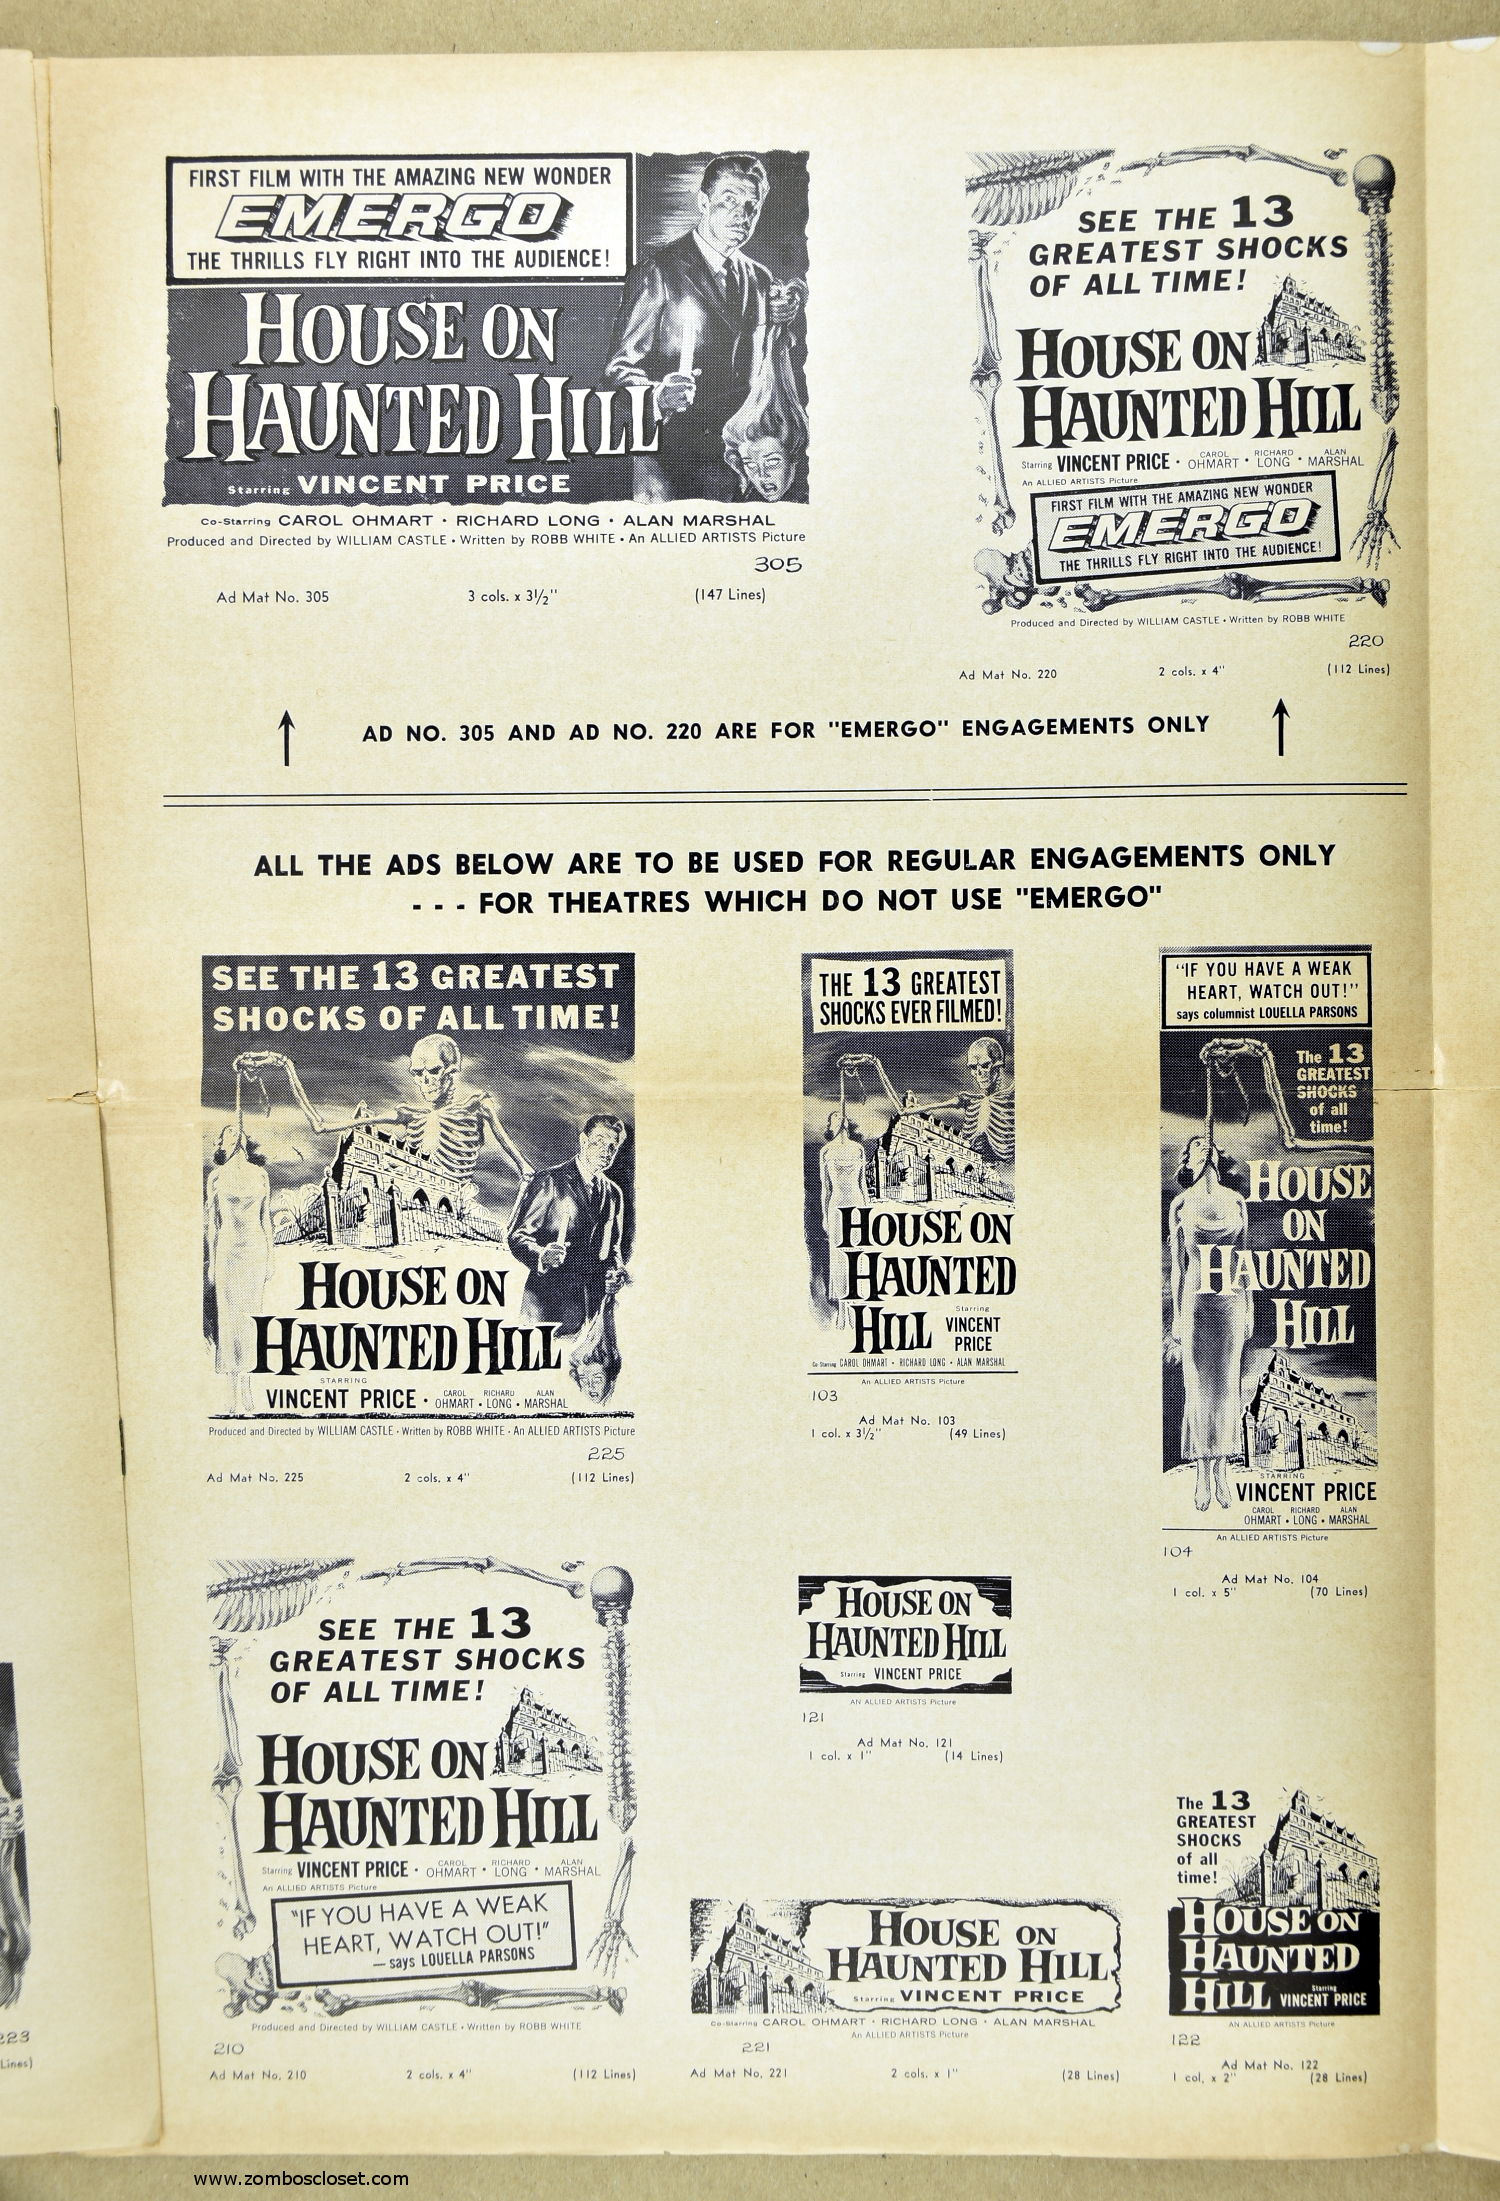 FIRST FILM WITH THE AMAZING NEW WONDER
EMERGO
THE THRILLS FLY RIGHT INTO THE AUDIENCE!
HOUSE ON
HAUNTED HILL
Starring VINCENT PRICE
Co-Starring CAROL OHMART · RICHARD LONG · ALAN MARSHAL
Produced and Directed by WILLIAM CASTLE · Written by ROBB WHITE · An ALLIED ARTISTS Picture
305
Ad Mat No. 305 3 cols. x 3½" (147 Lines)
SEE THE 13
GREATEST SHOCKS
OF ALL TIME!
HOUSE ON
HAUNTED HILL
Starring VINCENT PRICE · CAROL OHMART · RICHARD LONG · ALAN MARSHAL
An ALLIED ARTISTS Picture
FIRST FILM WITH THE AMAZING NEW WONDER
EMERGO
THE THRILLS FLY RIGHT INTO THE AUDIENCE!
Produced and Directed by WILLIAM CASTLE · Written by ROBB WHITE
220
Ad Mat No. 220 2 cols. x 4" (112 Lines)
AD NO. 305 AND AD NO. 220 ARE FOR "EMERGO" ENGAGEMENTS ONLY
ALL THE ADS BELOW ARE TO BE USED FOR REGULAR ENGAGEMENTS ONLY
- - - FOR THEATRES WHICH DO NOT USE "EMERGO"
SEE THE 13 GREATEST
SHOCKS OF ALL TIME!
HOUSE ON
HAUNTED HILL
STARRING
VINCENT PRICE · CAROL OHMART · RICHARD LONG · ALAN MARSHAL
Produced and Directed by WILLIAM CASTLE · Written by ROBB WHITE · An ALLIED ARTISTS Picture
225
Ad Mat No. 225 2 cols. x 4" (112 Lines)
THE 13 GREATEST
SHOCKS EVER FILMED!
HOUSE ON
HAUNTED
HILL
Starring
VINCENT
PRICE
Co-Starring CAROL OHMART · RICHARD LONG · ALAN MARSHAL
An ALLIED ARTISTS Picture
103
Ad Mat No. 103
1 col. x 3½" (49 Lines)
"IF YOU HAVE A WEAK
HEART, WATCH OUT!"
says columnist LOUELLA PARSONS
The 13
GREATEST
SHOCKS
of all
time!
HOUSE
ON
HAUNTED
HILL
STARRING
VINCENT PRICE
CAROL OHMART · RICHARD LONG · ALAN MARSHAL
An ALLIED ARTISTS Picture
104
Ad Mat No. 104
1 col. x 5" (70 Lines)
SEE THE 13
GREATEST SHOCKS
OF ALL TIME!
HOUSE ON
HAUNTED HILL
Starring VINCENT PRICE · CAROL OHMART · RICHARD LONG · ALAN MARSHAL
An ALLIED ARTISTS Picture
"IF YOU HAVE A WEAK
HEART, WATCH OUT!"
— says LOUELLA PARSONS
Produced and Directed by WILLIAM CASTLE · Written by ROBB WHITE
210
Ad Mat No. 210 2 cols. x 4" (112 Lines)
HOUSE ON
HAUNTED HILL
Starring VINCENT PRICE
AN ALLIED ARTISTS Picture
121
Ad Mat No. 121
1 col. x 1" (14 Lines)
HOUSE ON
HAUNTED HILL
Starring VINCENT PRICE
Co-Starring CAROL OHMART · RICHARD LONG · ALAN MARSHAL
An ALLIED ARTISTS Picture
221
Ad Mat No. 221 2 cols. x 1" (28 Lines)
The 13
GREATEST
SHOCKS
of all
time!
HOUSE ON
HAUNTED
HILL
Starring
VINCENT PRICE
AN ALLIED ARTISTS Picture
122
Ad Mat No. 122
1 col. x 2" (28 Lines)
223
Lines)
www.zomboscloset.com